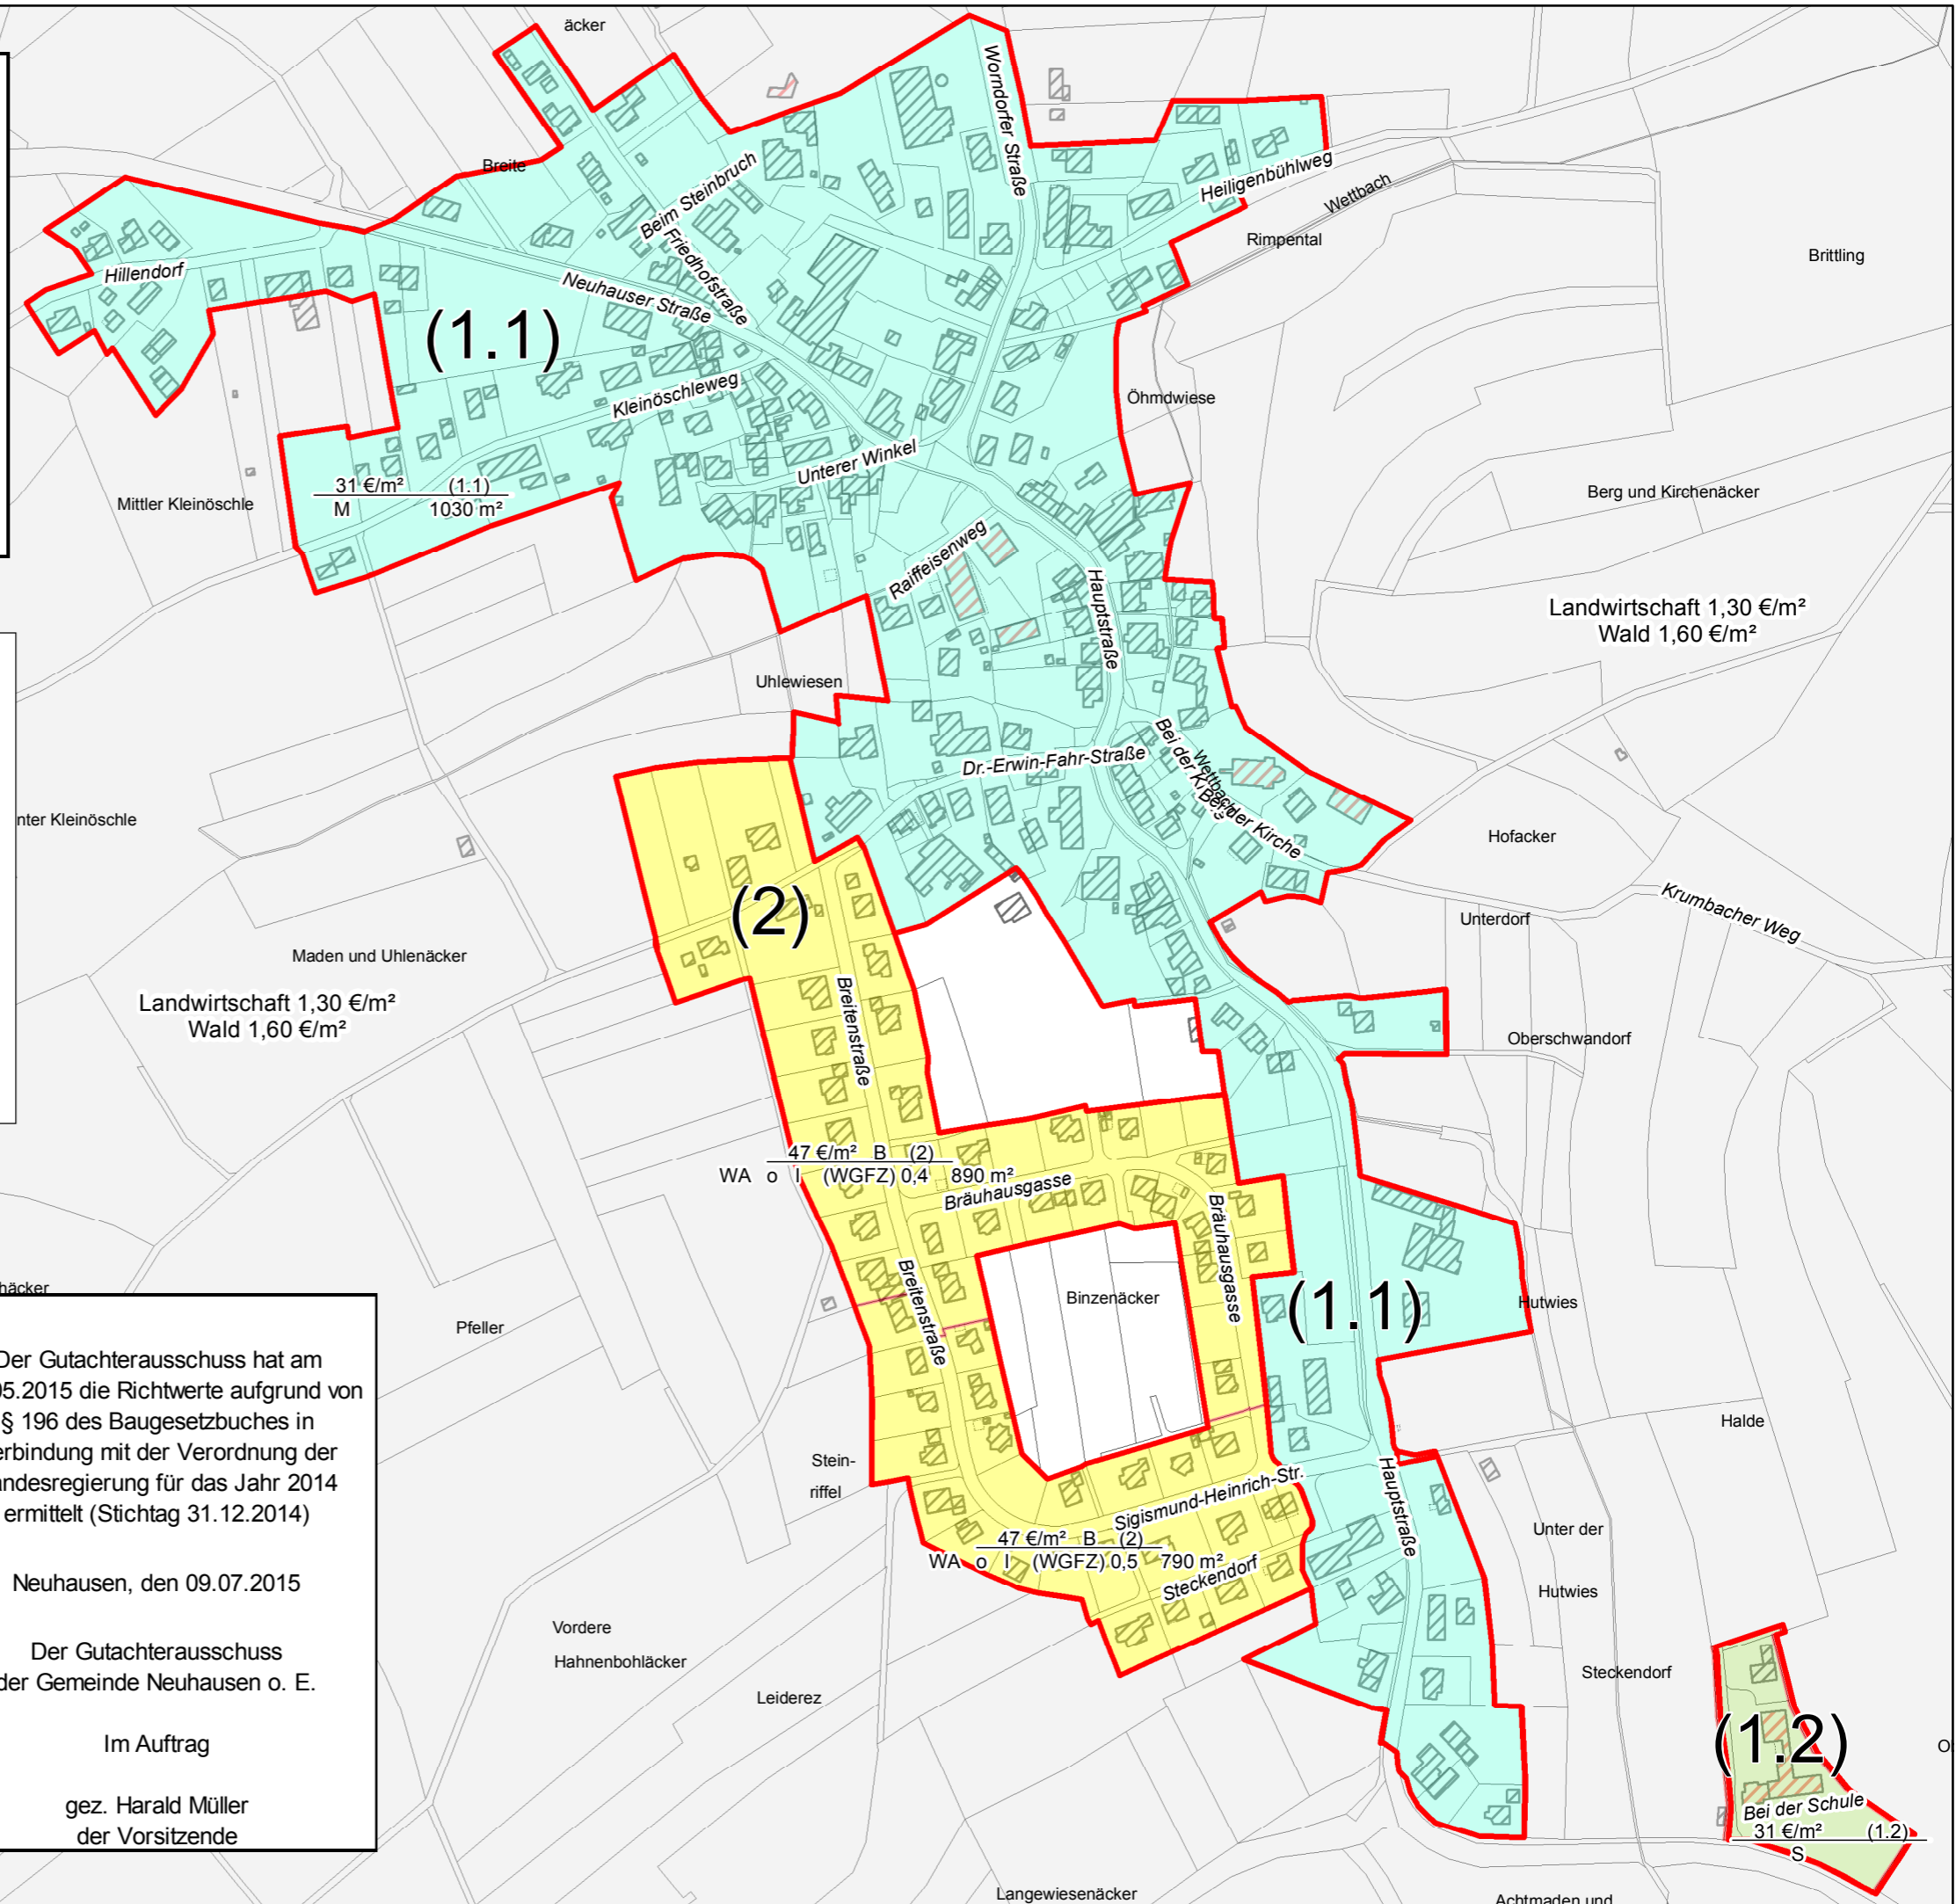 äcker
Worndorfer Straße
Breite
Beim Steinbruch
Heiligenbühlweg
Wettbach
Rimpental
Brittling
Hillendorf
Friedhofstraße
Neuhauser Straße
(1.1)
Kleinöschleweg
Öhmdwiese
Unterer Winkel
31 €/m² (1.1)
M 1030 m²
Mittler Kleinöschle
Berg und Kirchenäcker
Raiffeisenweg
Hauptstraße
Landwirtschaft 1,30 €/m²
Wald 1,60 €/m²
Uhlewiesen
Dr.-Erwin-Fahr-Straße
Bei der
Wettbach
Bei der Kirche
nter Kleinöschle
Hofacker
(2)
Krumbacher Weg
Unterdorf
Maden und Uhlenäcker
Landwirtschaft 1,30 €/m²
Wald 1,60 €/m²
Breitenstraße
Oberschwandorf
47 €/m² B (2)
WA o I (WGFZ) 0,4 890 m²
Bräuhausgasse
Bräuhausgasse
häcker
Binzenäcker
(1.1)
Hutwies
Breitenstraße
Pfeller
Der Gutachterausschuss hat am
05.2015 die Richtwerte aufgrund von
§ 196 des Baugesetzbuches in
erbindung mit der Verordnung der
andesregierung für das Jahr 2014
ermittelt (Stichtag 31.12.2014)
Neuhausen, den 09.07.2015
Der Gutachterausschuss
der Gemeinde Neuhausen o. E.
Im Auftrag
gez. Harald Müller
der Vorsitzende
Halde
Stein-
riffel
Hauptstraße
Sigismund-Heinrich-Str.
47 €/m² B (2)
WA o I (WGFZ) 0,5 790 m²
Steckendorf
Unter der
Hutwies
Vordere
Hahnenbohläcker
Steckendorf
Leiderez
(1.2)
O
Bei der Schule
31 €/m² (1.2)
S
Langewiesenäcker
Achtmaden und